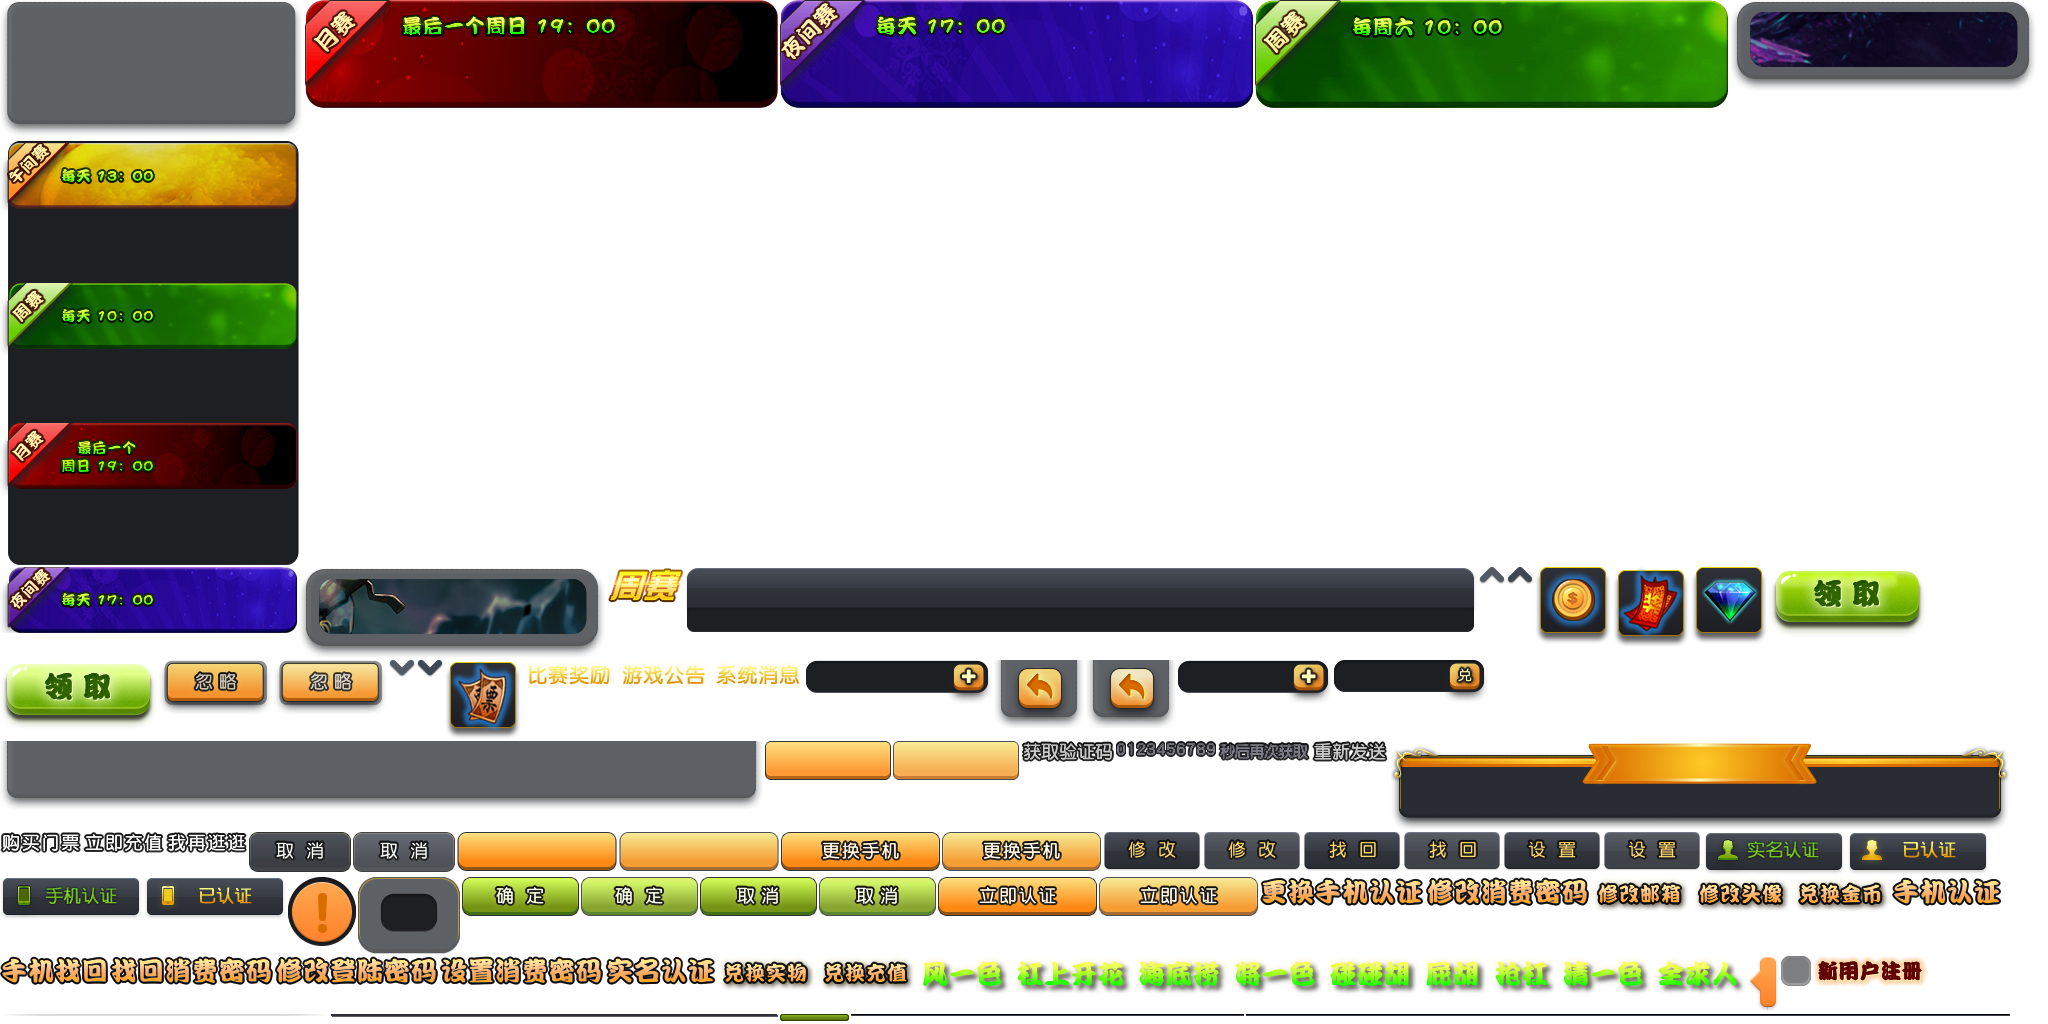 月赛
最后一个周日 19: 00
夜间赛
每天 17: 00
周赛
每周六 10: 00
午间赛
每天 13: 00
周赛
每天 10: 00
月赛
最后一个
周日 19: 00
夜间赛
每天 17: 00
周赛
领取
领取
忽略
忽略
票
比赛奖励 游戏公告 系统消息
兑
获取验证码 0123456789 秒后再次获取 重新发送
购买门票 立即充值 我再逛逛
取 消
取 消
更换手机
更换手机
修 改
修 改
找 回
找 回
设 置
设 置
实名认证
已认证
手机认证
已认证
确 定
确 定
取 消
取 消
立即认证
立即认证
更换手机认证 修改消费密码 修改邮箱 修改头像 兑换金币 手机认证
手机找回 找回消费密码 修改登陆密码 设置消费密码 实名认证 兑换实物 兑换充值
风一色 杠上开花 海底捞 将一色 碰碰胡 屁胡 抢杠 清一色 全求人
新用户注册